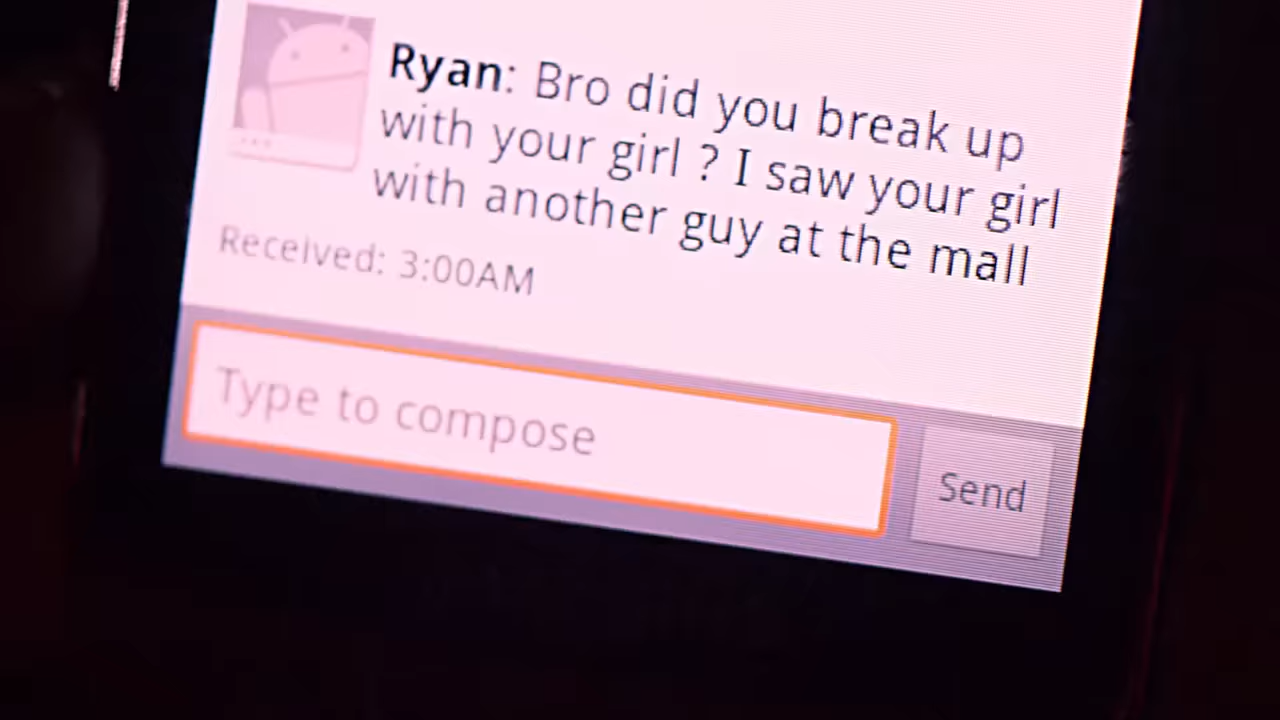 Ryan: Bro did you break up
with your girl ? I saw your girl
with another guy at the mall
Received: 3:00AM
Type to compose
Send